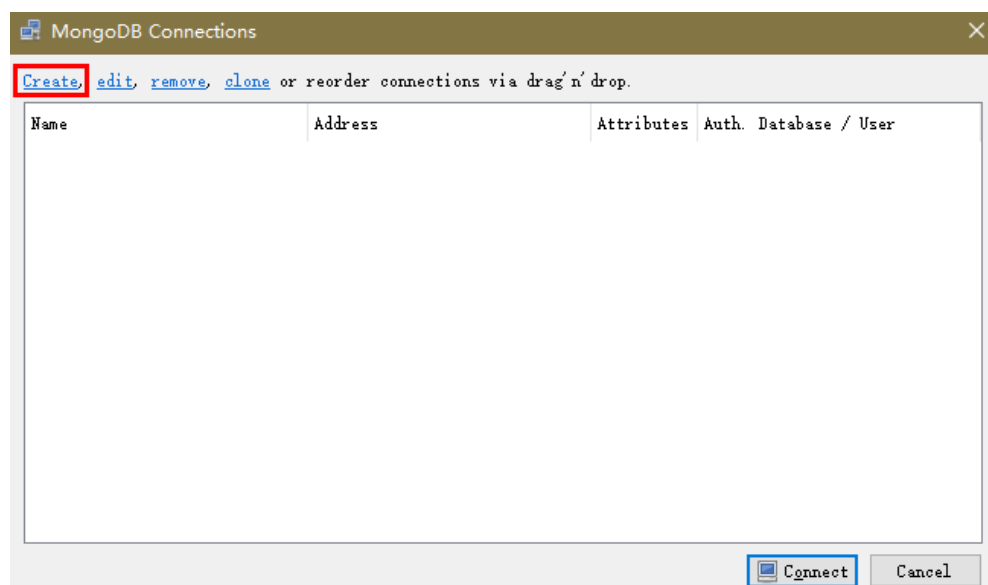 MongoDB Connections
Create, edit, remove, clone or reorder connections via drag'n'drop.
Name Address Attributes Auth. Database / User
Connect Cancel